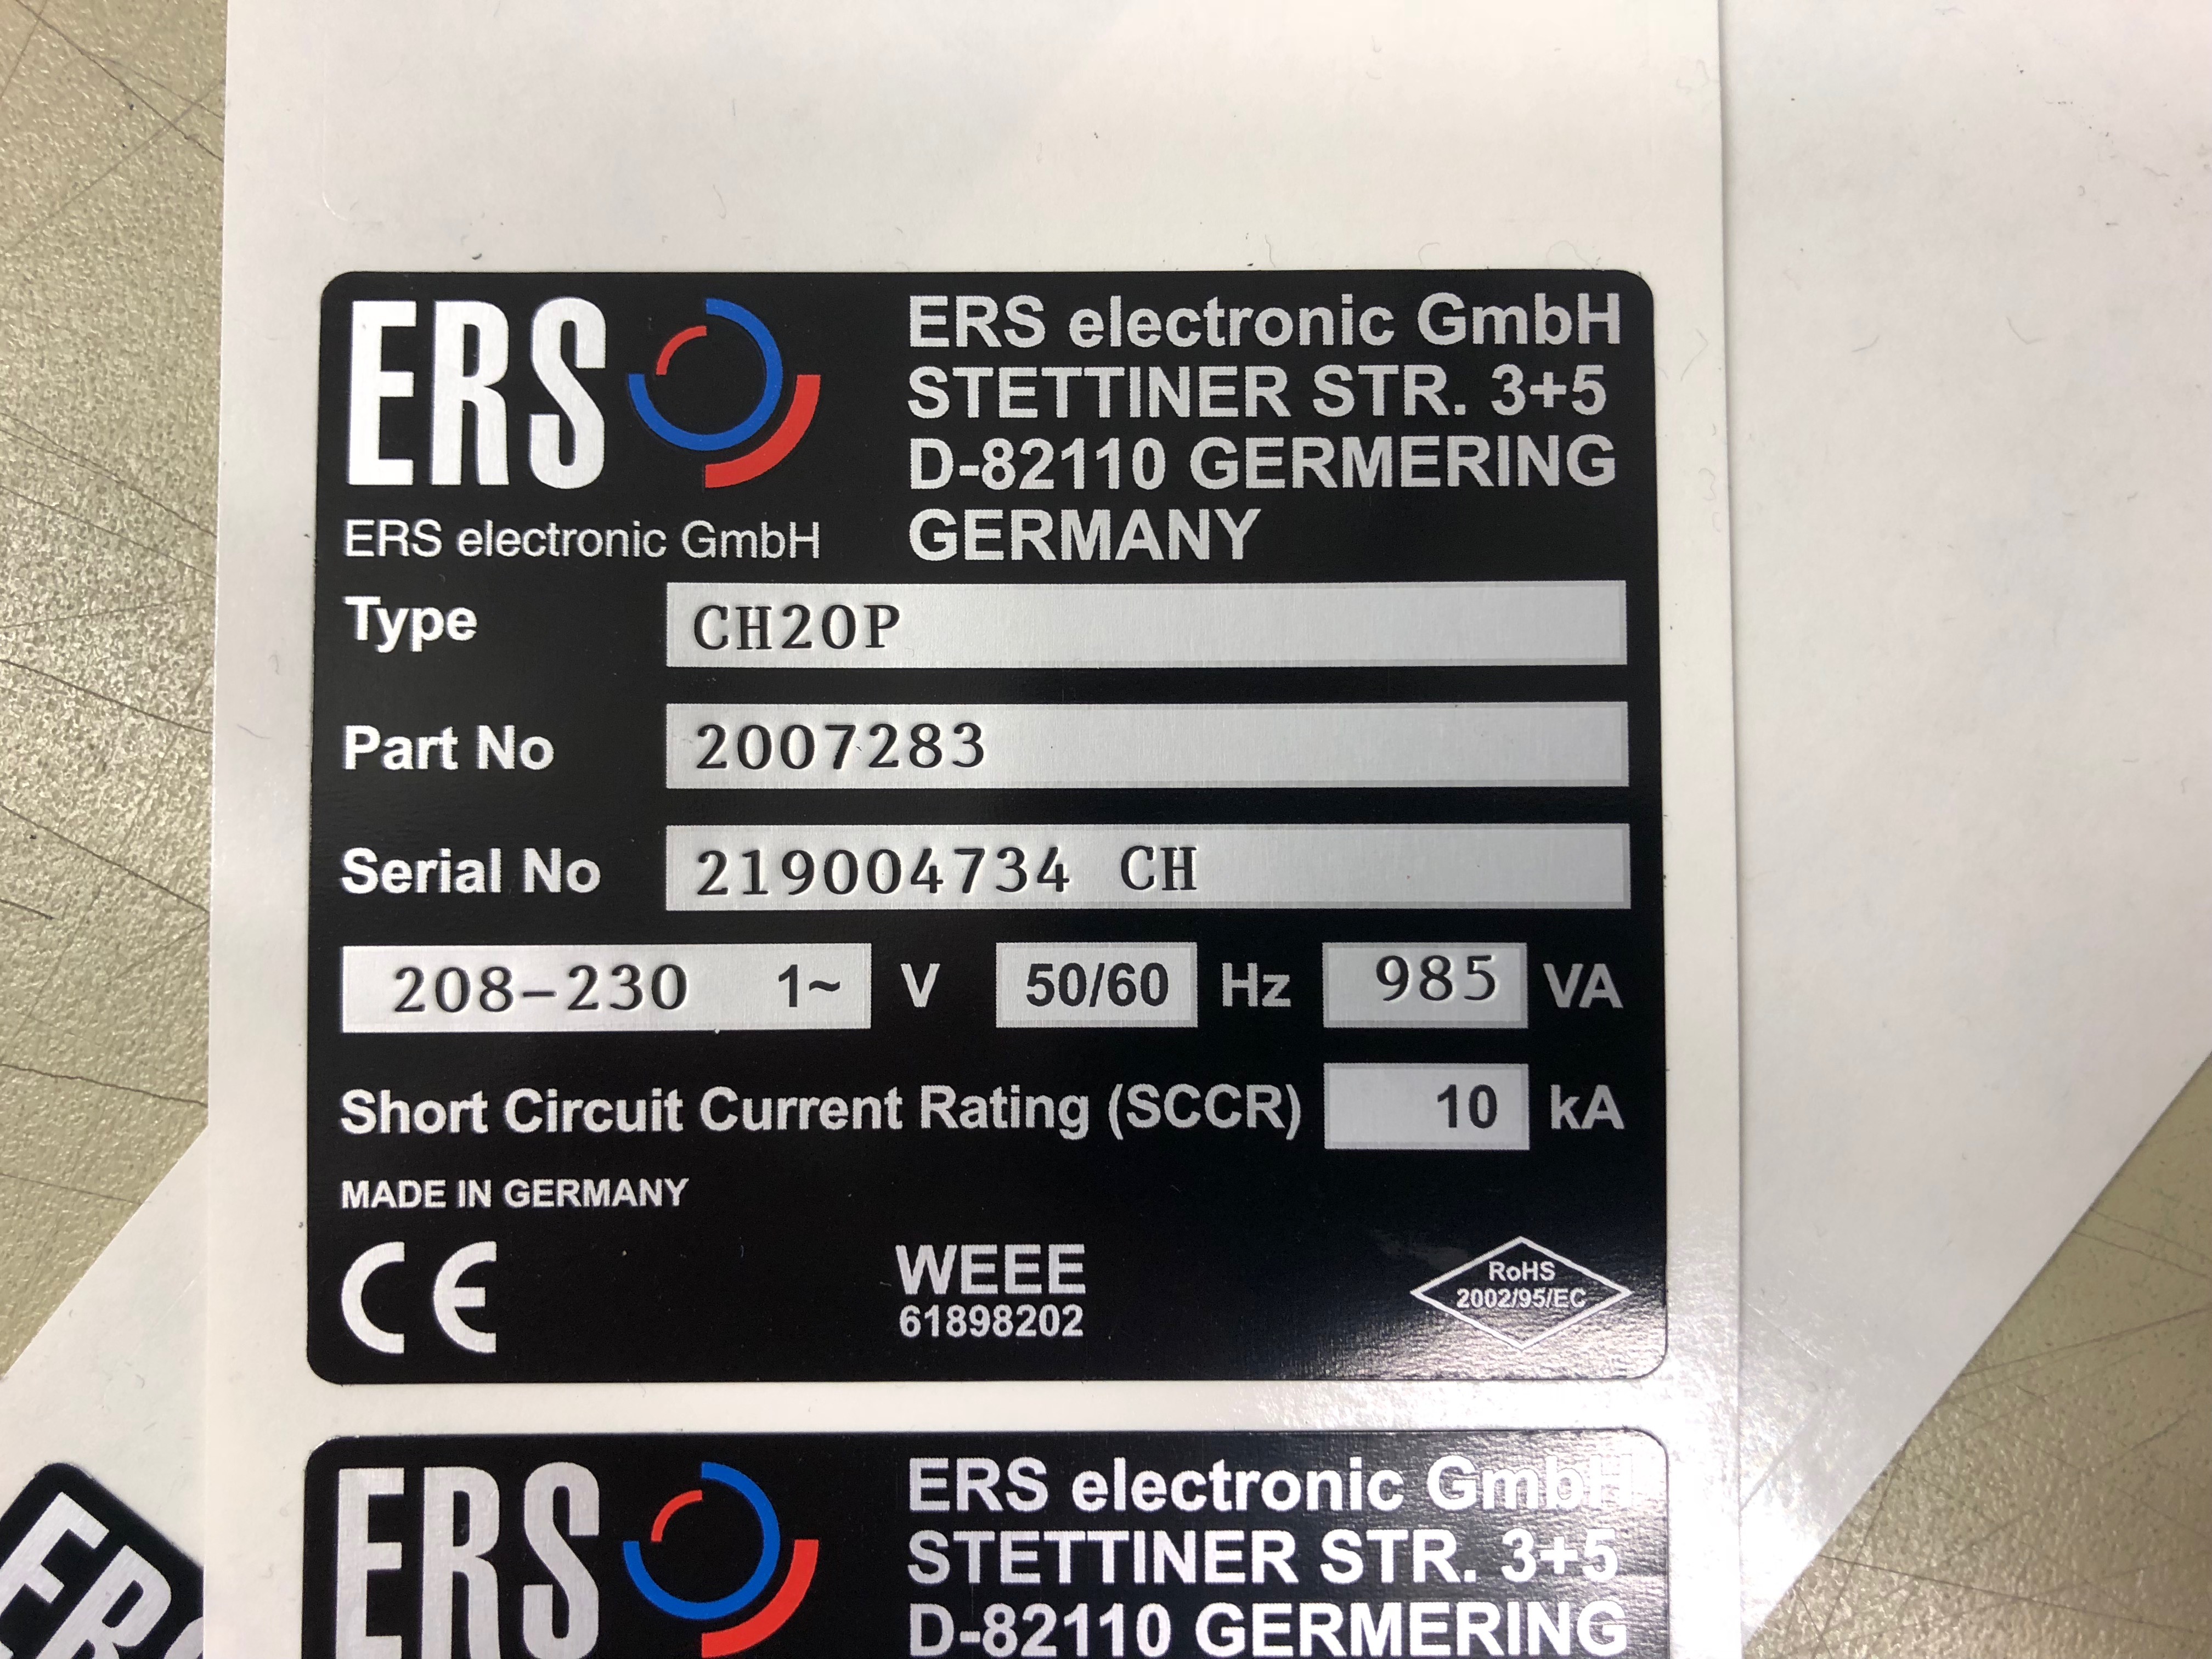 ERS
ERS electronic GmbH
ERS electronic GmbH
STETTINER STR. 3+5
D-82110 GERMERING
GERMANY
Type CH20P
Part No 2007283
Serial No 219004734 CH
208-230 1~ V 50/60 Hz 985 VA
Short Circuit Current Rating (SCCR) 10 kA
MADE IN GERMANY
CE
WEEE
61898202
RoHS
2002/95/EC
ERS
ERS electronic GmbH
STETTINER STR. 3+5
D-82110 GERMERING
ERS